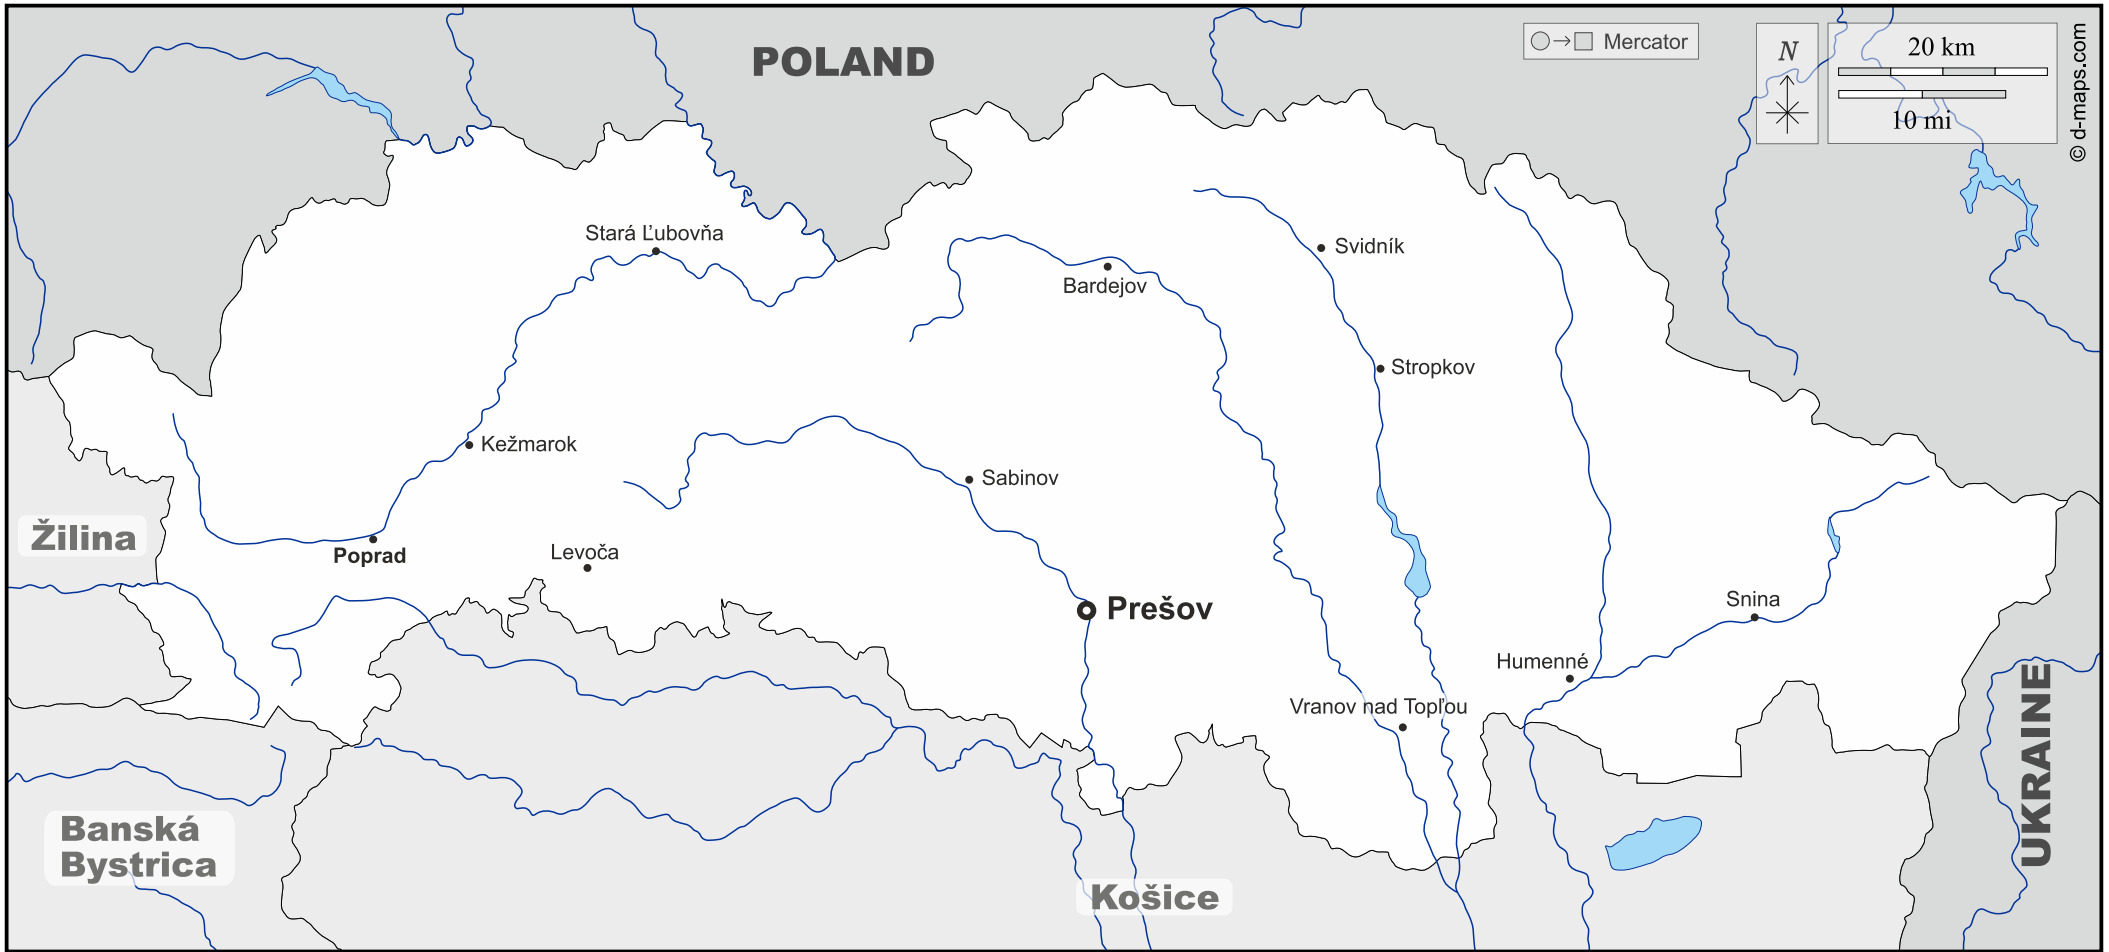 POLAND
Mercator
N
20 km
10 mi
© d-maps.com
Stará Ľubovňa
Svidník
Bardejov
Stropkov
Kežmarok
Sabinov
Žilina
Poprad
Levoča
Prešov
Snina
Humenné
Vranov nad Topľou
UKRAINE
Banská
Bystrica
Košice